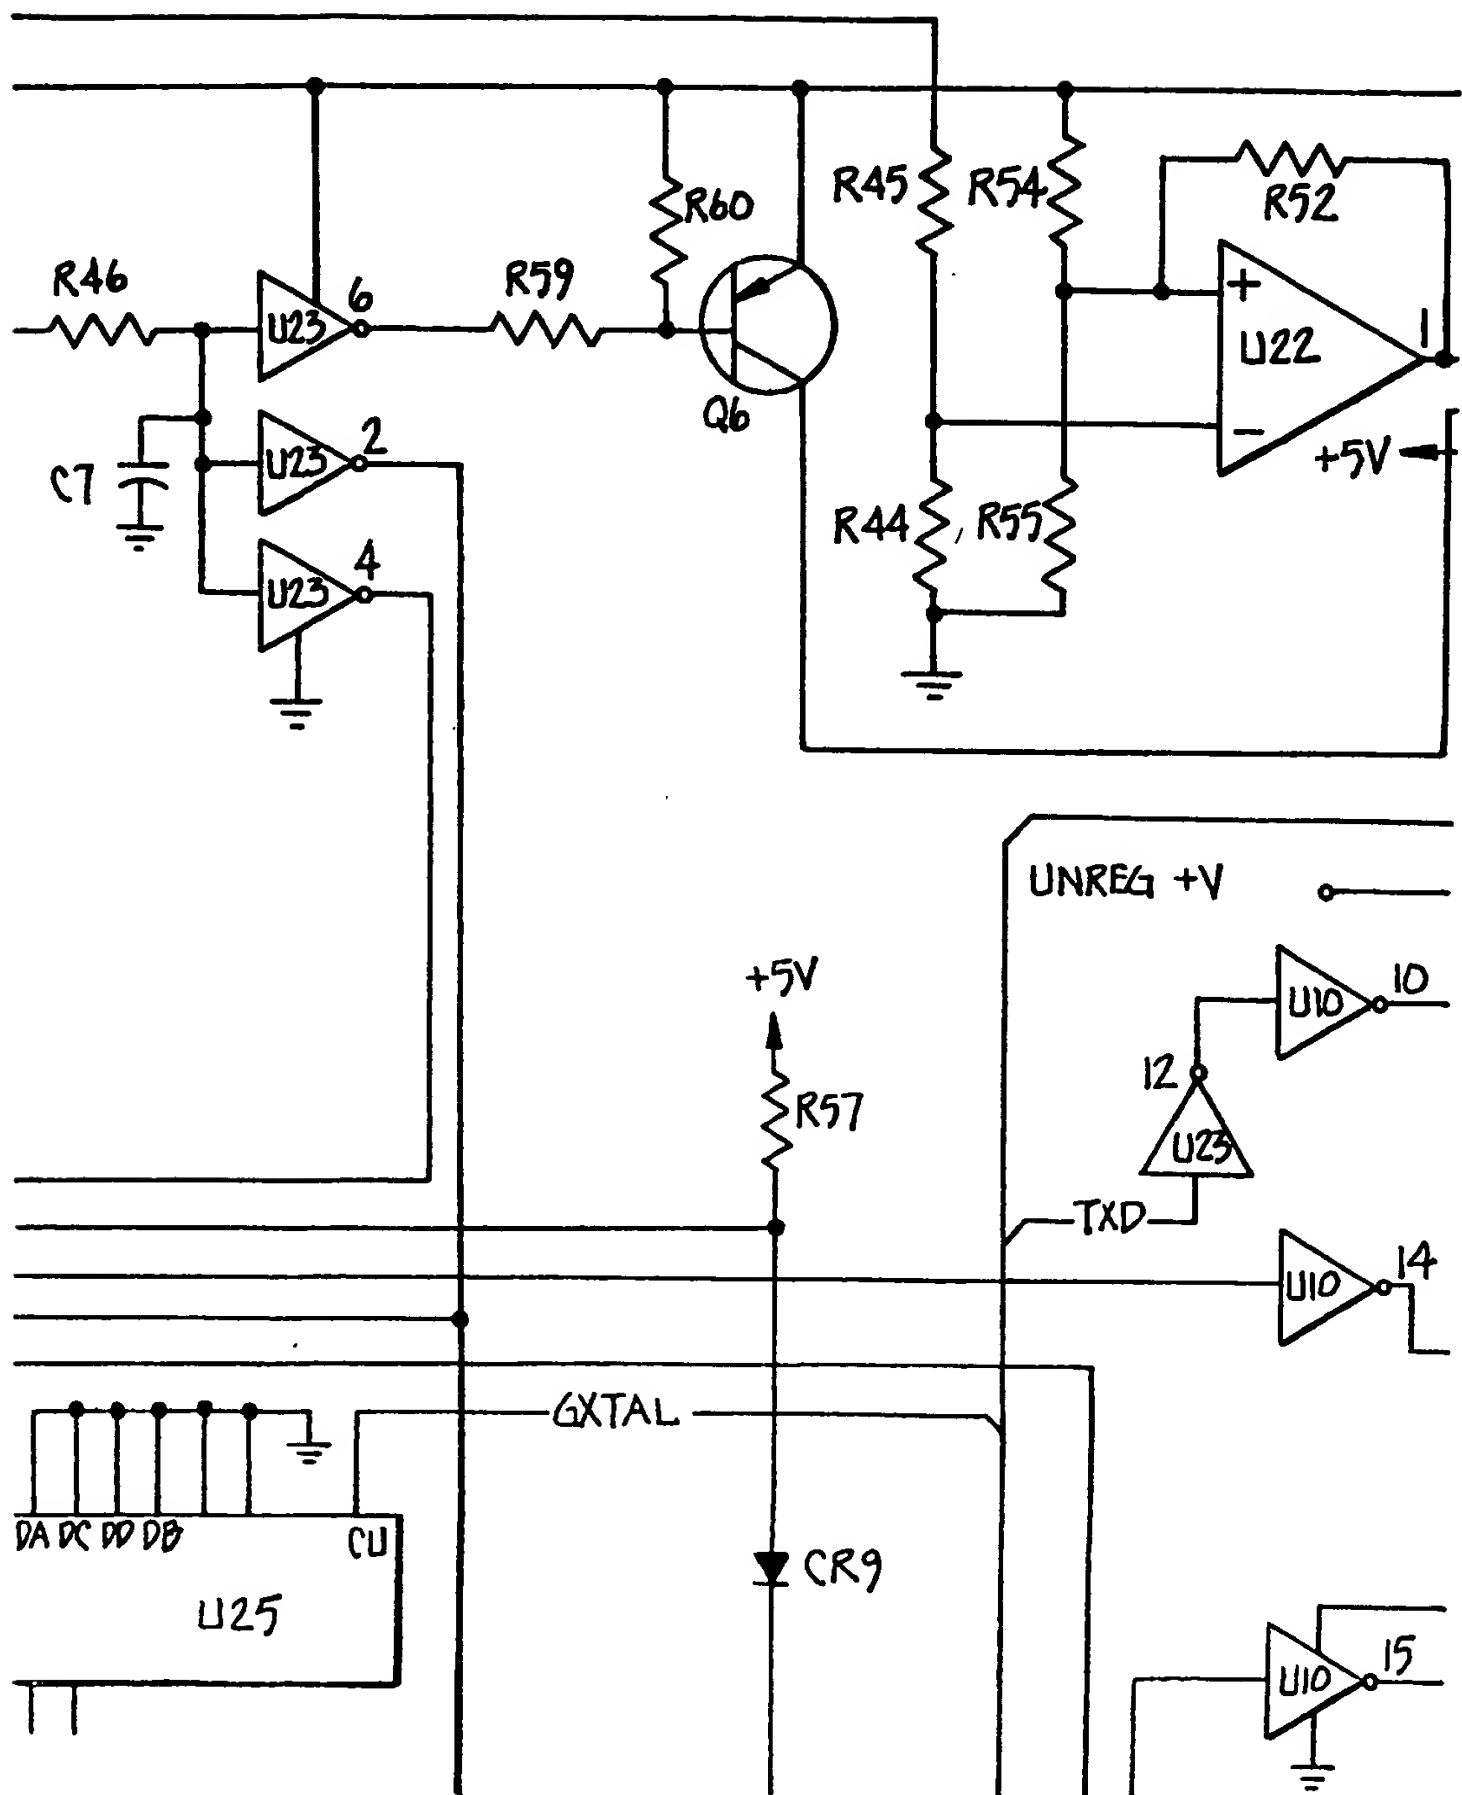 R45
R54
R52
R60
R46
6
R59
U23
+
U22
1
Q6
2
U23
C7
-
+5V
R44
R55
4
U23
UNREG +V
+5V
10
U10
12
R57
U23
TXD
14
U10
GXTAL
DA DC DD DB CU
CR9
U25
15
U10